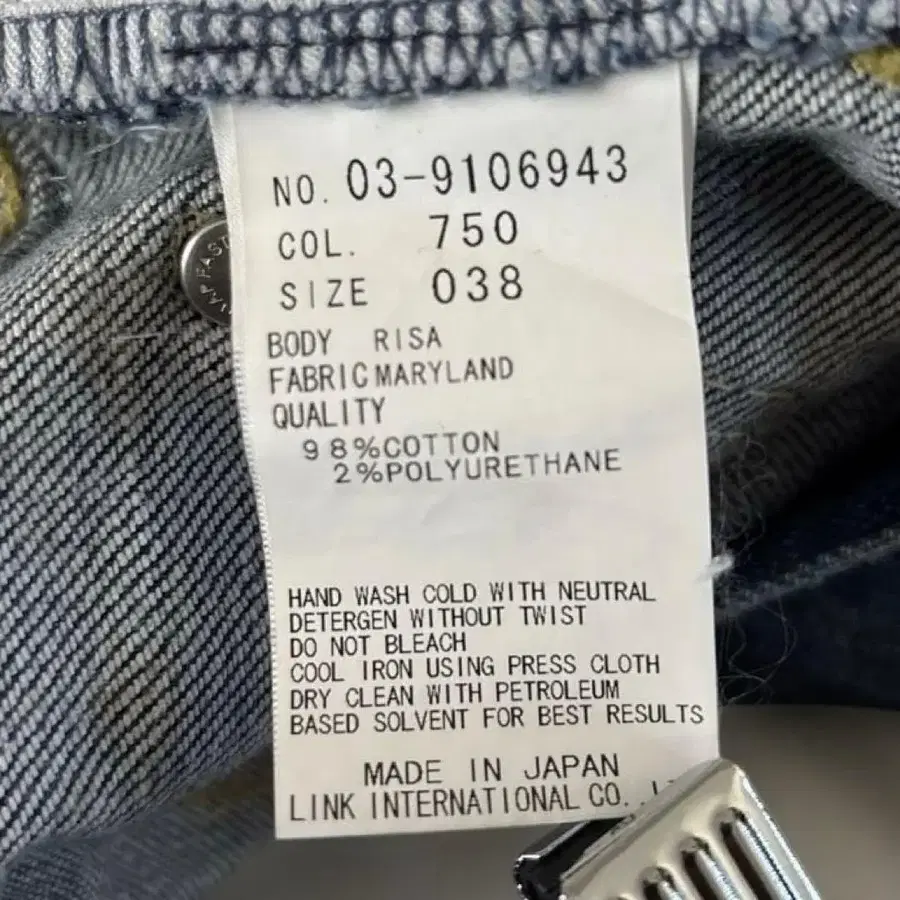 NO. 03-9106943
COL. 750
SIZE 038
BODY RISA
FABRIC MARYLAND
QUALITY
98%COTTON
2%POLYURETHANE
HAND WASH COLD WITH NEUTRAL
DETERGEN WITHOUT TWIST
DO NOT BLEACH
COOL IRON USING PRESS CLOTH
DRY CLEAN WITH PETROLEUM
BASED SOLVENT FOR BEST RESULTS
MADE IN JAPAN
LINK INTERNATIONAL CO.